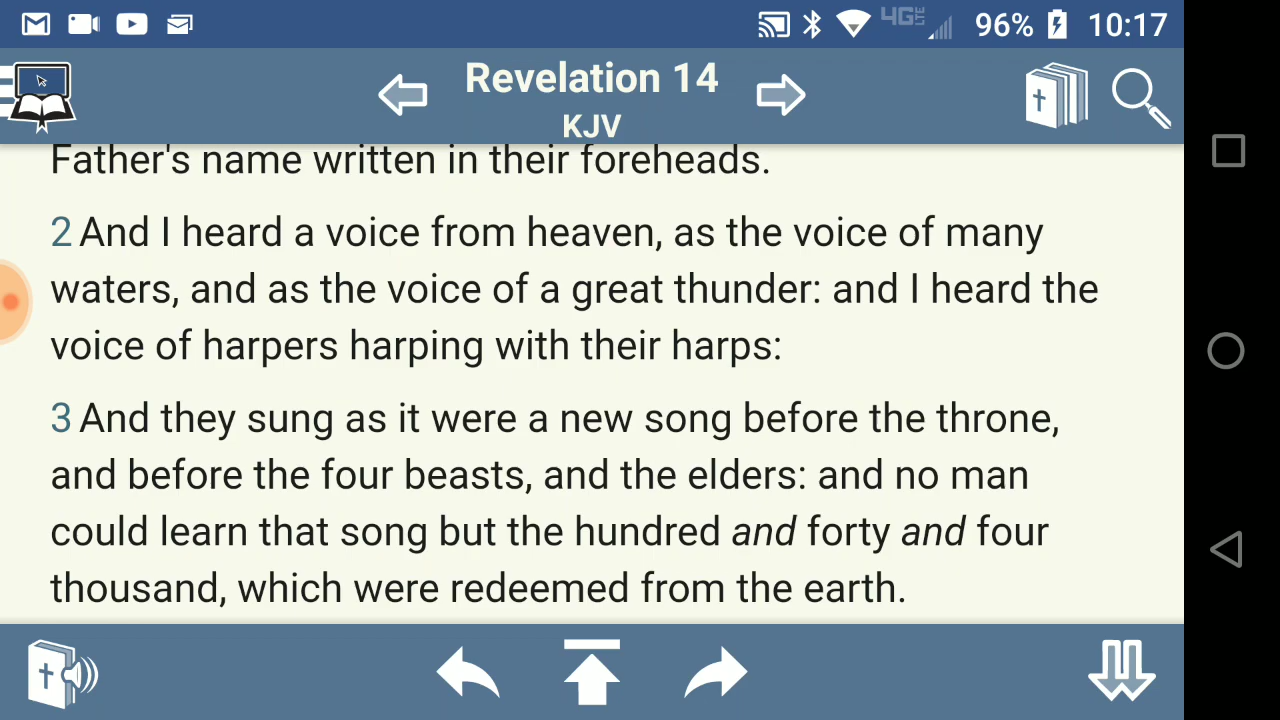 4G LTE 96% 10:17
Revelation 14
KJV
Father's name written in their foreheads.
2 And I heard a voice from heaven, as the voice of many
waters, and as the voice of a great thunder: and I heard the
voice of harpers harping with their harps:
3 And they sung as it were a new song before the throne,
and before the four beasts, and the elders: and no man
could learn that song but the hundred and forty and four
thousand, which were redeemed from the earth.